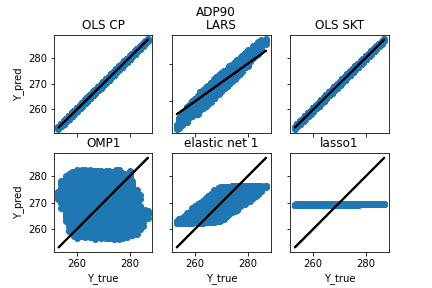 ADP90
OLS CP LARS OLS SKT
Y_pred
280
270
260
OMP1 elastic net 1 lasso1
Y_pred
280
270
260
260 280 260 280 260 280
Y_true Y_true Y_true